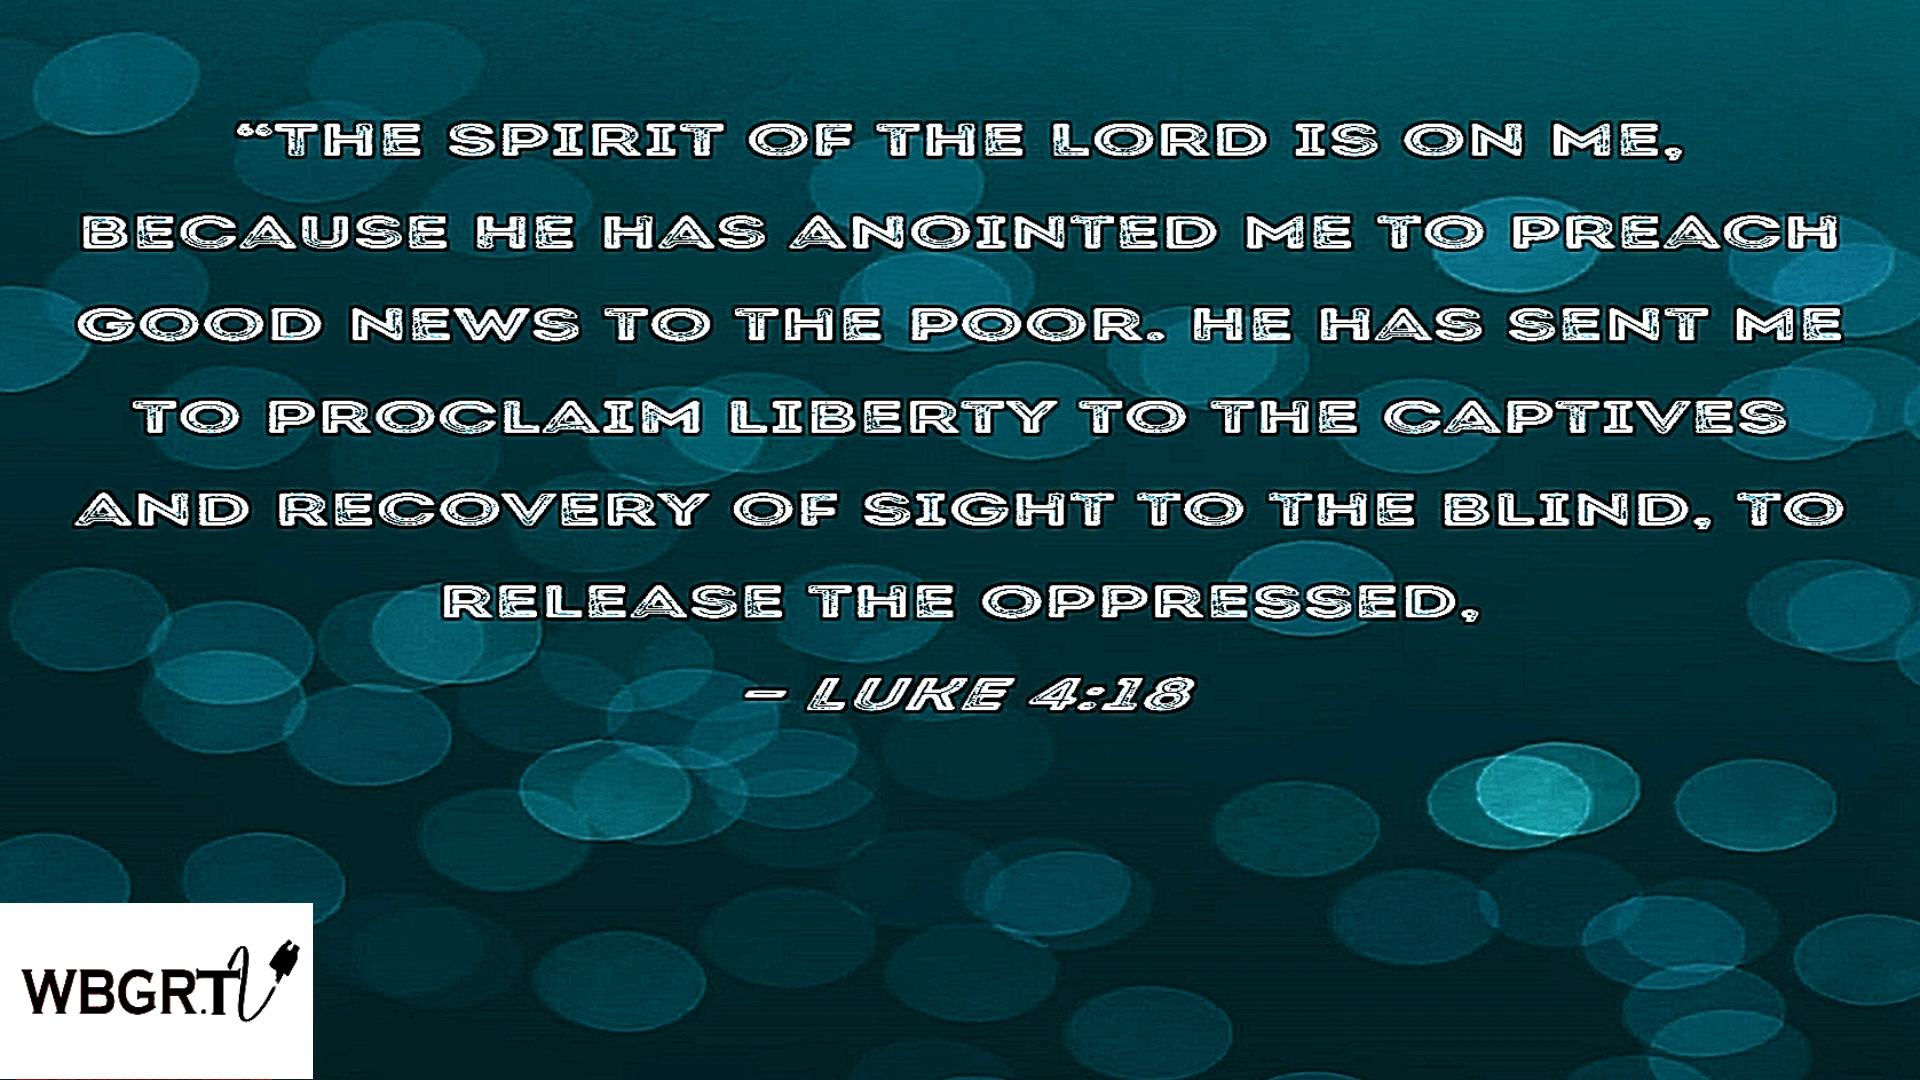 “THE SPIRIT OF THE LORD IS ON ME,
BECAUSE HE HAS ANOINTED ME TO PREACH
GOOD NEWS TO THE POOR. HE HAS SENT ME
TO PROCLAIM LIBERTY TO THE CAPTIVES
AND RECOVERY OF SIGHT TO THE BLIND, TO
RELEASE THE OPPRESSED,
– LUKE 4:18
WBGR.TV